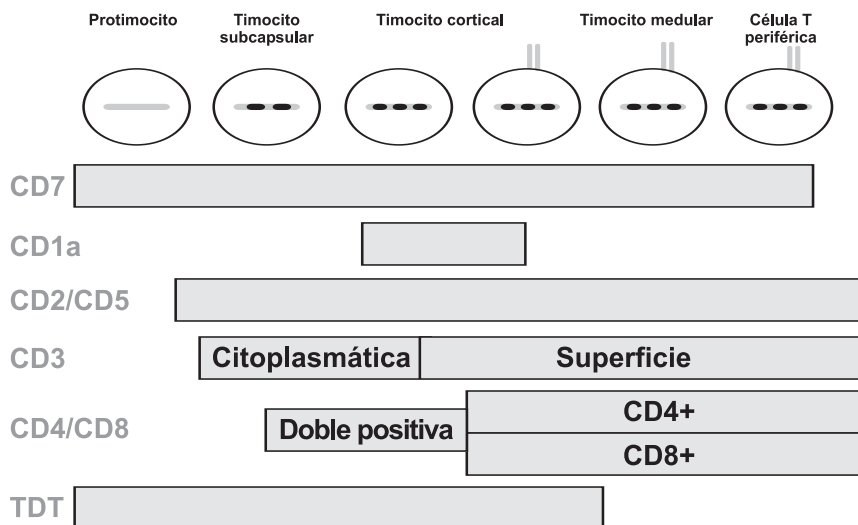 Protimocito
Timocito
subcapsular
Timocito cortical
Timocito medular
Célula T
periférica
CD7
CD1a
CD2/CD5
CD3
Citoplasmática
Superficie
CD4/CD8
Doble positiva
CD4+
CD8+
TDT